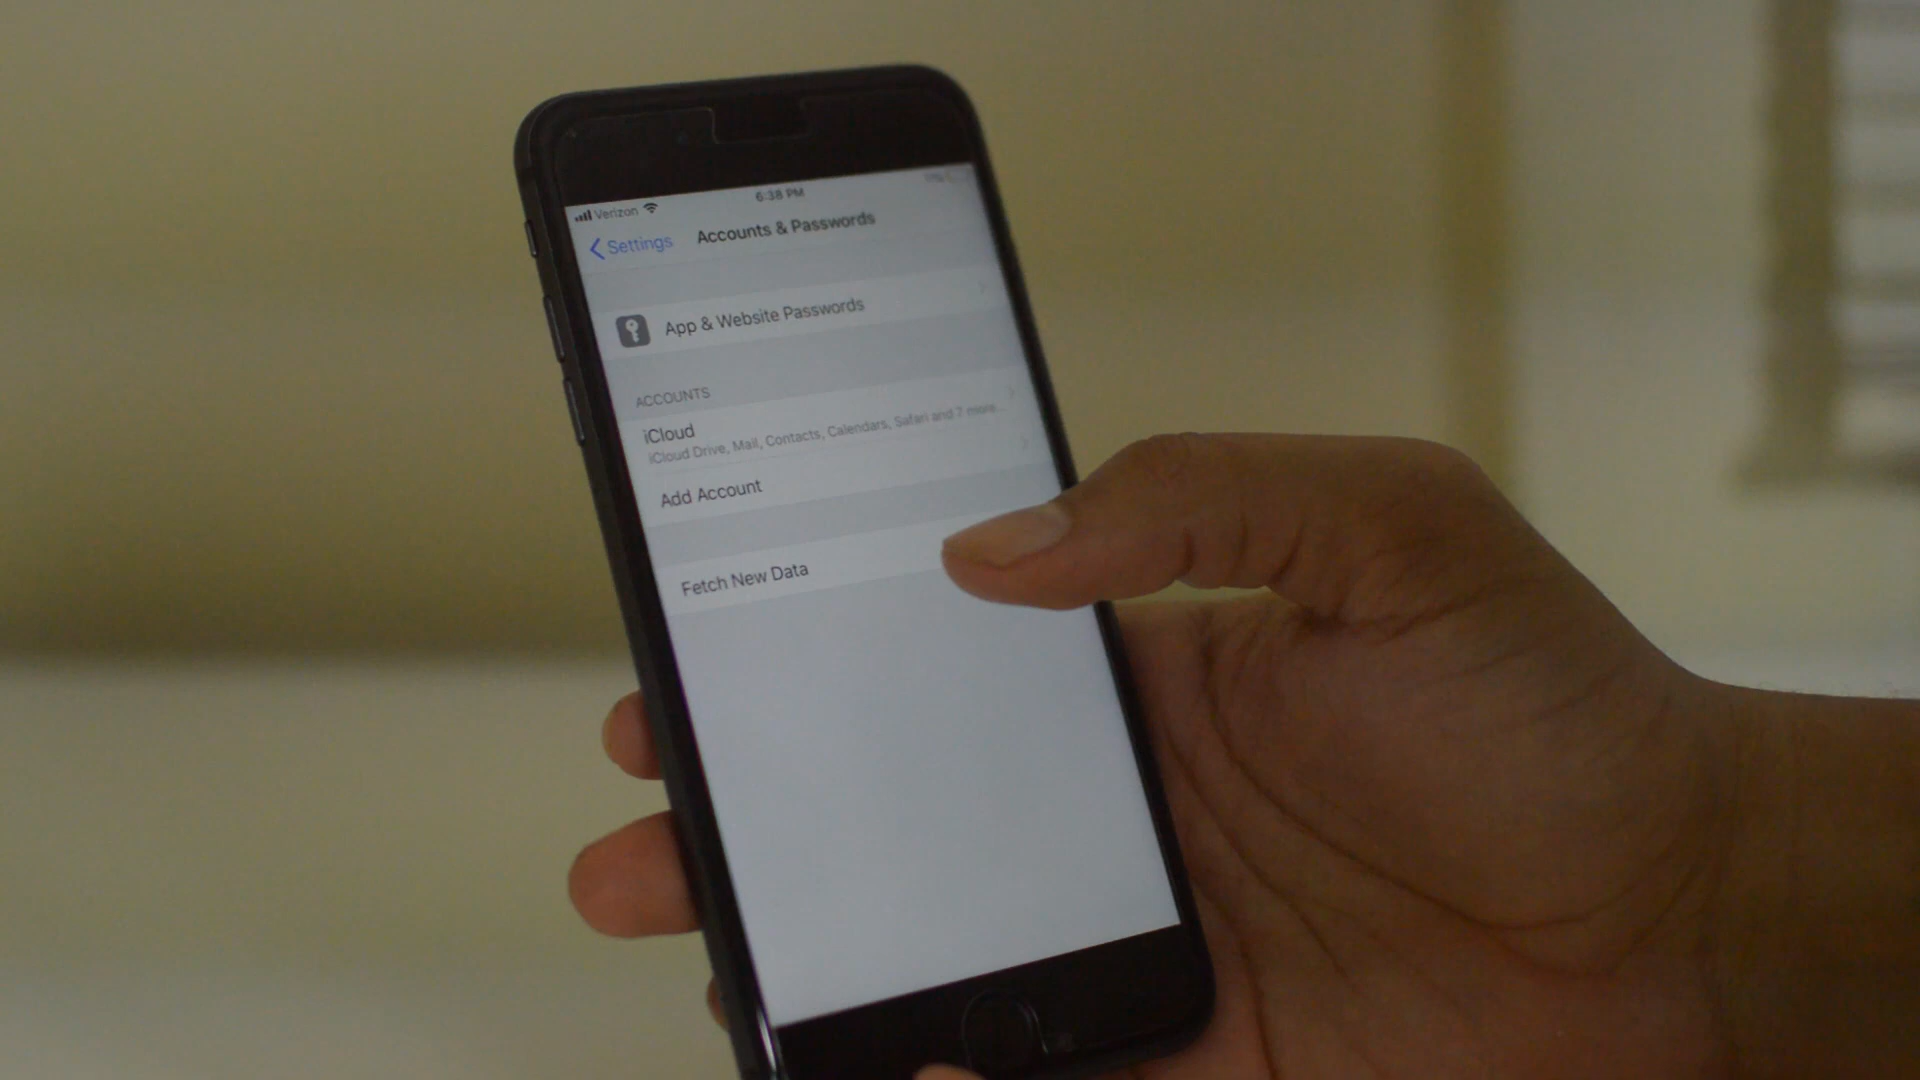 Verizon 6:38 PM
Settings Accounts & Passwords
App & Website Passwords
ACCOUNTS
iCloud
iCloud Drive, Mail, Contacts, Calendars, Safari and 7 more...
Add Account
Fetch New Data